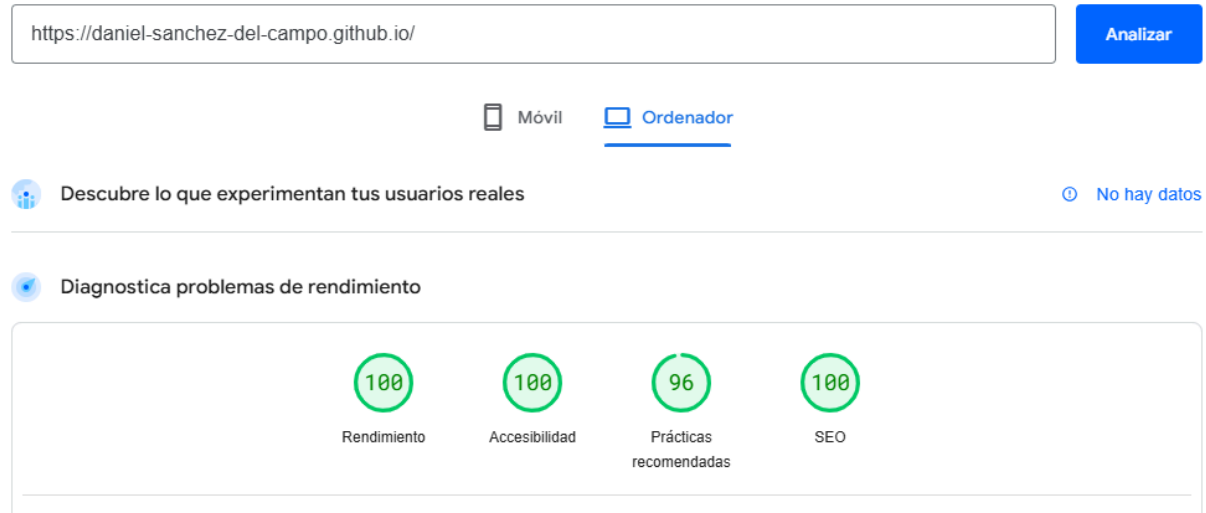 https://daniel-sanchez-del-campo.github.io/
Analizar
Móvil
Ordenador
Descubre lo que experimentan tus usuarios reales
No hay datos
Diagnostica problemas de rendimiento
100
100
96
100
Rendimiento
Accesibilidad
Prácticas
recomendadas
SEO